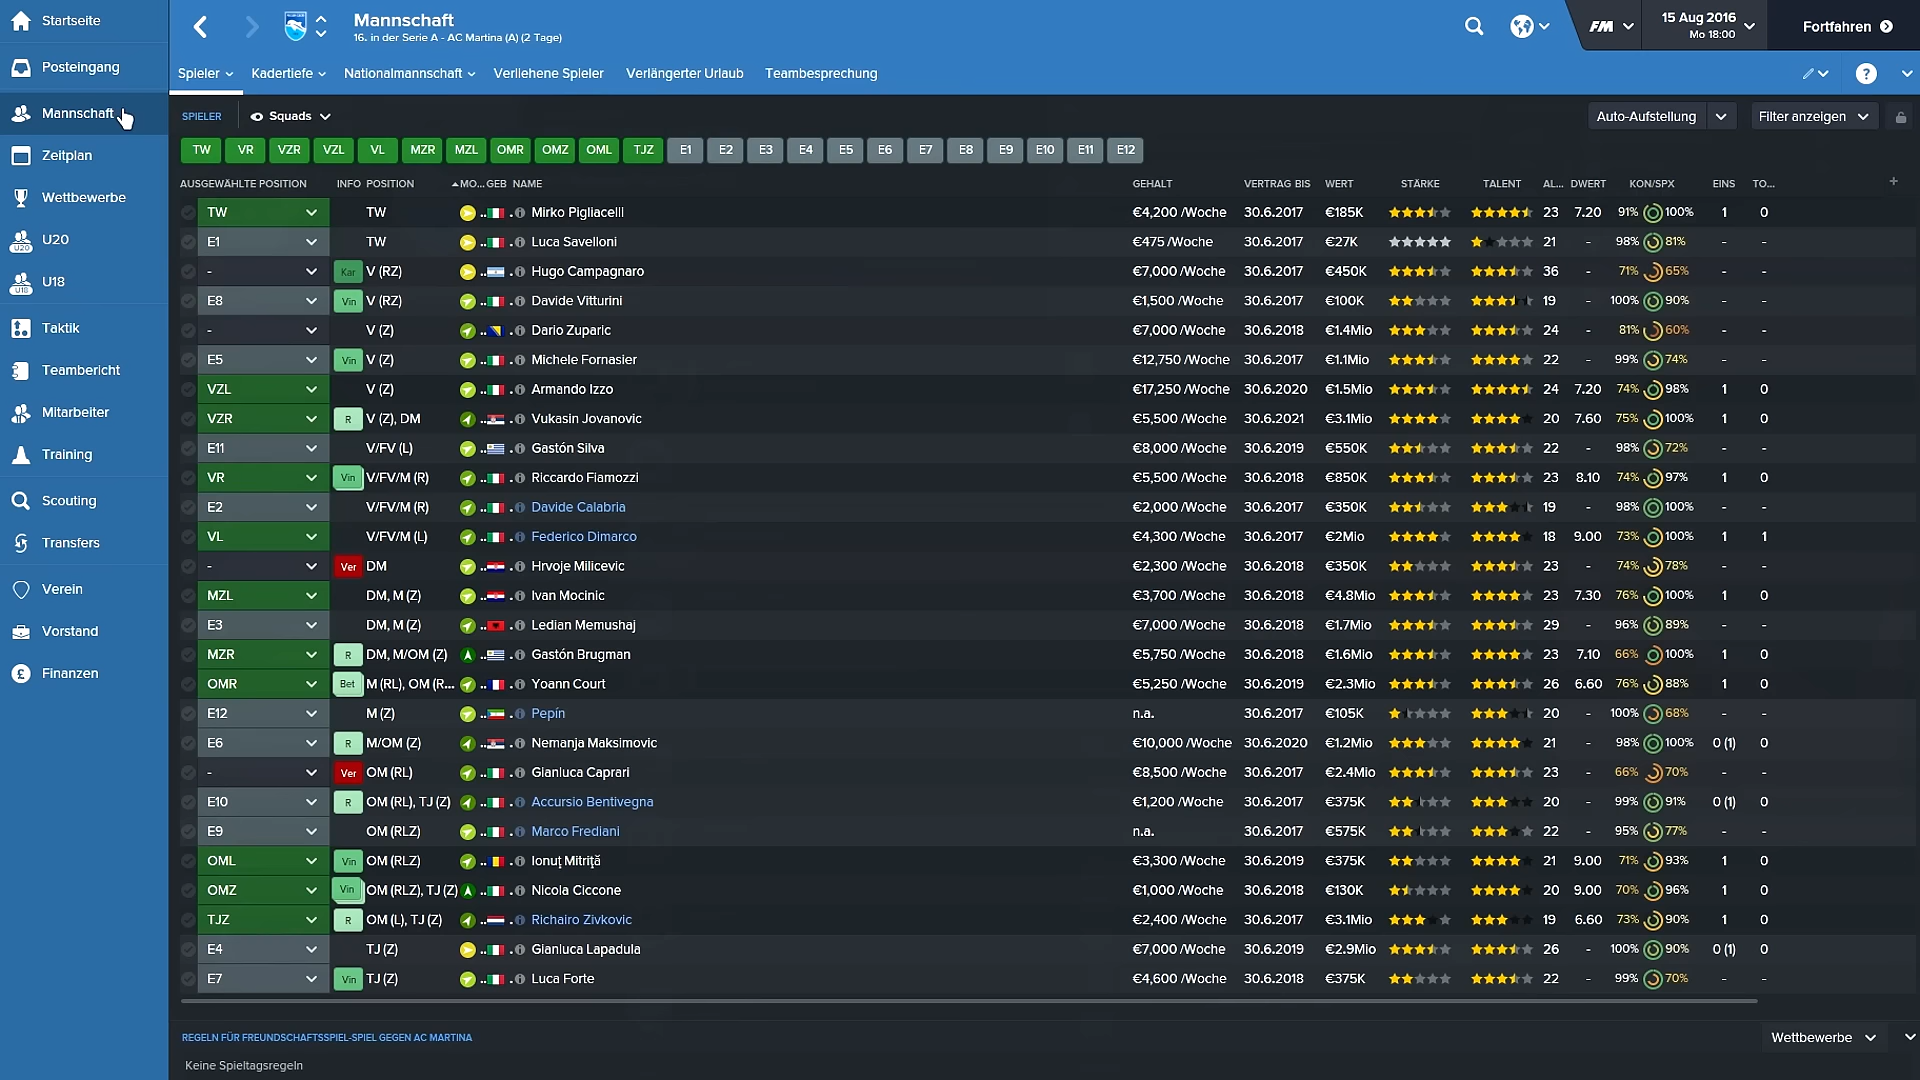 Startseite
Posteingang
Mannschaft
Zeitplan
Wettbewerbe
U20
U20
U18
U18
Taktik
Teambericht
Mitarbeiter
Training
Scouting
Transfers
Verein
Vorstand
Finanzen
Mannschaft
16. in der Serie A - AC Martina (A) (2 Tage)
FM
15 Aug 2016
Mo 18:00
Fortfahren
Spieler Kadertiefe Nationalmannschaft Verliehene Spieler Verlängerter Urlaub Teambesprechung
SPIELER Squads Auto-Aufstellung Filter anzeigen
TW VR VZR VZL VL MZR MZL OMR OMZ OML TJZ E1 E2 E3 E4 E5 E6 E7 E8 E9 E10 E11 E12
AUSGEWÄHLTE POSITION INFO POSITION MO... GEB NAME GEHALT VERTRAG BIS WERT STÄRKE TALENT AL... DWERT KON/SPX EINS TO...
TW TW Mirko Pigliacelli €4,200 /Woche 30.6.2017 €185K 23 7.20 91% 100% 1 0
E1 TW Luca Savelloni €475 /Woche 30.6.2017 €27K 21 - 98% 81% - -
- Kar V (RZ) Hugo Campagnaro €7,000 /Woche 30.6.2017 €450K 36 - 71% 65% - -
E8 Vin V (RZ) Davide Vitturini €1,500 /Woche 30.6.2017 €100K 19 - 100% 90% - -
- V (Z) Dario Zuparic €7,000 /Woche 30.6.2018 €1.4Mio 24 - 81% 60% - -
E5 Vin V (Z) Michele Fornasier €12,750 /Woche 30.6.2017 €1.1Mio 22 - 99% 74% - -
VZL V (Z) Armando Izzo €17,250 /Woche 30.6.2020 €1.5Mio 24 7.20 74% 98% 1 0
VZR R V (Z), DM Vukasin Jovanovic €5,500 /Woche 30.6.2021 €3.1Mio 20 7.60 75% 100% 1 0
E11 V/FV (L) Gastón Silva €8,000 /Woche 30.6.2019 €550K 22 - 98% 72% - -
VR Vin V/FV/M (R) Riccardo Fiamozzi €5,500 /Woche 30.6.2018 €850K 23 8.10 74% 97% 1 0
E2 V/FV/M (R) Davide Calabria €2,000 /Woche 30.6.2017 €350K 19 - 98% 100% - -
VL V/FV/M (L) Federico Dimarco €4,300 /Woche 30.6.2017 €2Mio 18 9.00 73% 100% 1 1
- Ver DM Hrvoje Milicevic €2,300 /Woche 30.6.2018 €350K 23 - 74% 78% - -
MZL DM, M (Z) Ivan Mocinic €3,700 /Woche 30.6.2018 €4.8Mio 23 7.30 76% 100% 1 0
E3 DM, M (Z) Ledian Memushaj €7,000 /Woche 30.6.2018 €1.7Mio 29 - 96% 89% - -
MZR R DM, M/OM (Z) Gastón Brugman €5,750 /Woche 30.6.2018 €1.6Mio 23 7.10 66% 100% 1 0
OMR Bet M (RL), OM (R... Yoann Court €5,250 /Woche 30.6.2019 €2.3Mio 26 6.60 76% 88% 1 0
E12 M (Z) Pepín n.a. 30.6.2017 €105K 20 - 100% 68% - -
E6 R M/OM (Z) Nemanja Maksimovic €10,000 /Woche 30.6.2020 €1.2Mio 21 - 98% 100% 0 (1) 0
- Ver OM (RL) Gianluca Caprari €8,500 /Woche 30.6.2017 €2.4Mio 23 - 66% 70% - -
E10 R OM (RL), TJ (Z) Accursio Bentivegna €1,200 /Woche 30.6.2017 €375K 20 - 99% 91% 0 (1) 0
E9 OM (RLZ) Marco Frediani n.a. 30.6.2017 €575K 22 - 95% 77% - -
OML Vin OM (RLZ) Ionuţ Mitriţă €3,300 /Woche 30.6.2019 €375K 21 9.00 71% 93% 1 0
OMZ Vin OM (RLZ), TJ (Z) Nicola Ciccone €1,000 /Woche 30.6.2018 €130K 20 9.00 70% 96% 1 0
TJZ R OM (L), TJ (Z) Richairo Zivkovic €2,400 /Woche 30.6.2017 €3.1Mio 19 6.60 73% 90% 1 0
E4 TJ (Z) Gianluca Lapadula €7,000 /Woche 30.6.2019 €2.9Mio 26 - 100% 90% 0 (1) 0
E7 Vin TJ (Z) Luca Forte €4,600 /Woche 30.6.2018 €375K 22 - 99% 70% - -
REGELN FÜR FREUNDSCHAFTSSPIEL-SPIEL GEGEN AC MARTINA Wettbewerbe
Keine Spieltagsregeln